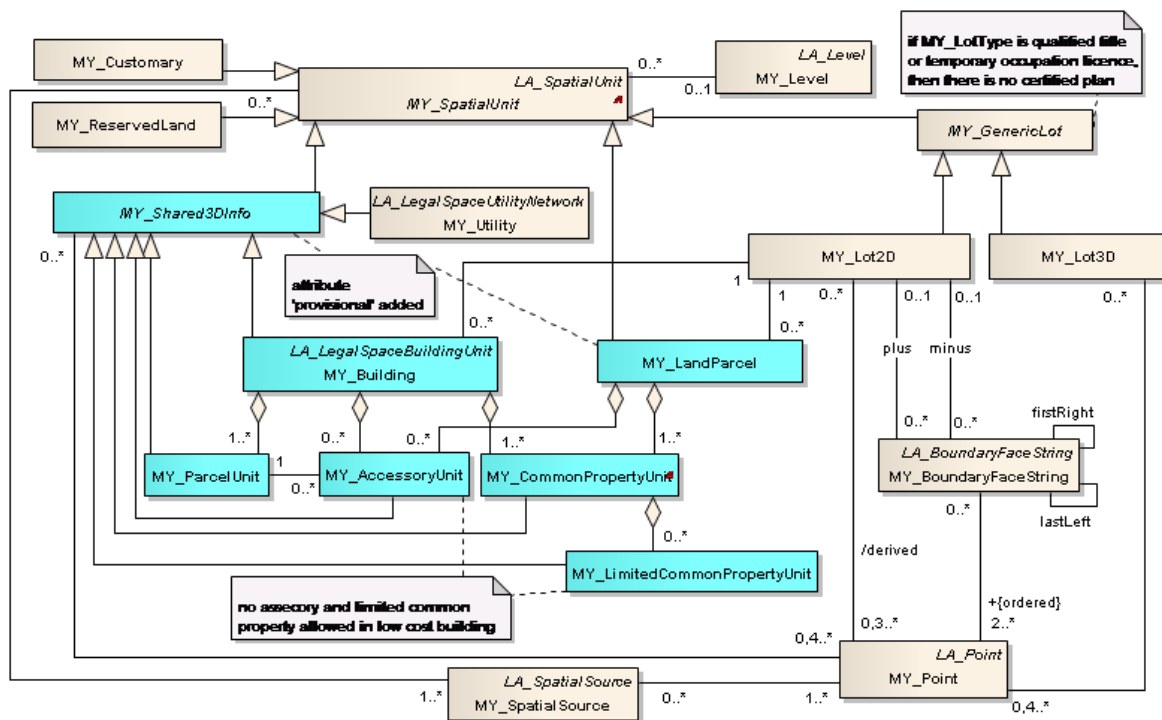 MY_Customary
LA_SpatialUnit
MY_SpatialUnit
0..*
0..1
LA_Level
MY_Level
if MY_LotType is qualified title
or temporary occupation licence,
then there is no certified plan
MY_ReservedLand
0..*
MY_GenericLot
MY_Shared3DInfo
LA_LegalSpaceUtilityNetwork
MY_Utility
0..*
MY_Lot2D
MY_Lot3D
attribute
'provisional' added
1
1
0..*
0..1
0..1
0..*
0..*
0..*
LA_LegalSpaceBuildingUnit
MY_Building
MY_LandParcel
plus
minus
1..*
0..*
0..*
1..*
1..*
0..*
0..*
firstRight
MY_ParcelUnit
1
0..*
MY_AccessoryUnit
MY_CommonPropertyUnit
LA_BoundaryFaceString
MY_BoundaryFaceString
0..*
lastLeft
0..*
/derived
MY_LimitedCommonPropertyUnit
no assecory and limited common
property allowed in low cost building
+{ordered}
0,4..*
0,3..*
2..*
LA_Point
MY_Point
LA_SpatialSource
MY_SpatialSource
1..*
0..*
1..*
0,4..*